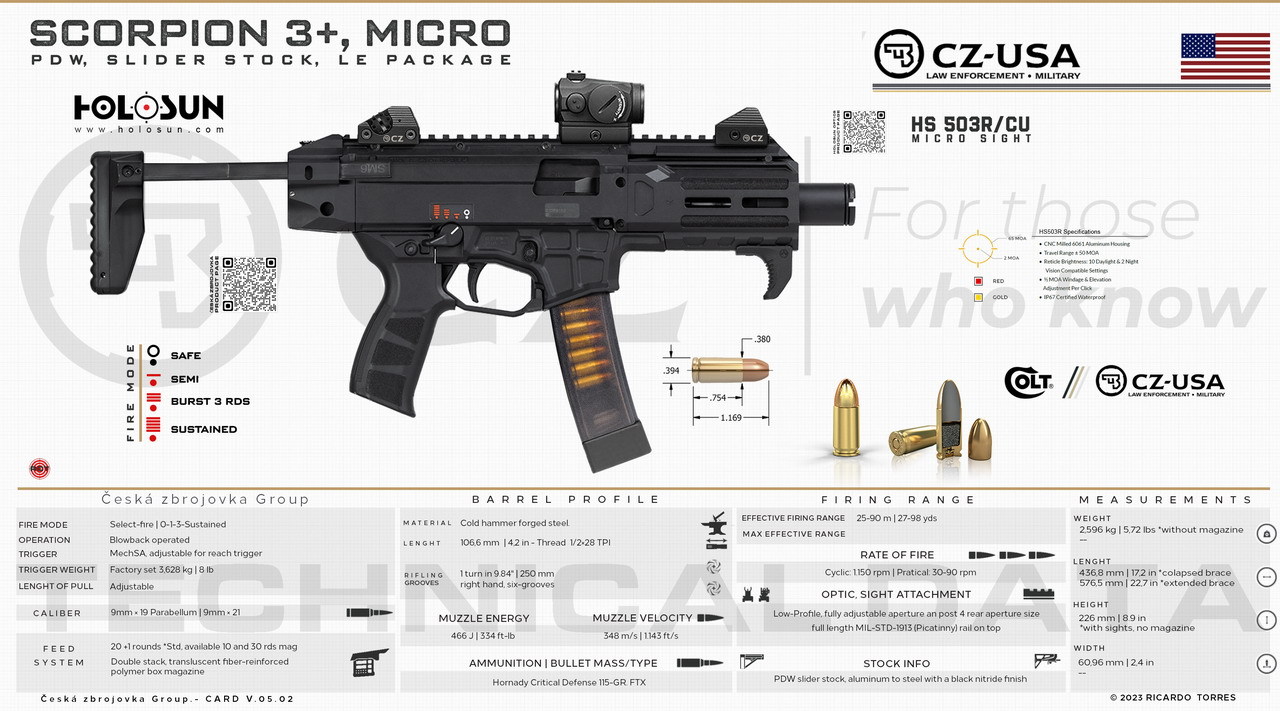 SCORPION 3+, MICRO
PDW, SLIDER STOCK, LE PACKAGE
CZ-USA
LAW ENFORCEMENT • MILITARY
HOLOSUN
www.holosun.com
HOLOSUN
PRODUCT PAGE
HS 503R/CU
MICRO SIGHT
CZ
CZ
For those
who know
65 MOA
2 MOA
RED
GOLD
HS503R Specifications
• CNC Milled 6061 Aluminum Housing
• Travel Range ± 50 MOA
• Reticle Brightness: 10 Daylight & 2 Night
Vision Compatible Settings
• ½ MOA Windage & Elevation
Adjustment Per Click
• IP67 Certified Waterproof
PRODUCT PAGE
FIRE MODE
SAFE
SEMI
BURST 3 RDS
SUSTAINED
.380
.394
.754
1.169
COLT
CZ-USA
LAW ENFORCEMENT • MILITARY
TECHNICAL DATA
Česká zbrojovka Group
FIRE MODE Select-fire | 0-1-3-Sustained
OPERATION Blowback operated
TRIGGER MechSA, adjustable for reach trigger
TRIGGER WEIGHT Factory set 3,628 kg | 8 lb
LENGHT OF PULL Adjustable
CALIBER 9mm × 19 Parabellum | 9mm × 21
FEED SYSTEM 20 +1 rounds *Std, available 10 and 30 rds mag
Double stack, transluscent fiber-reinforced
polymer box magazine
BARREL PROFILE
MATERIAL Cold hammer forged steel
LENGHT 106,6 mm | 4,2 in - Thread 1/2×28 TPI
RIFLING GROOVES 1 turn in 9.84" | 250 mm
right hand, six-grooves
MUZZLE ENERGY
466 J | 334 ft-lb
MUZZLE VELOCITY
348 m/s | 1.143 ft/s
AMMUNITION | BULLET MASS/TYPE
Hornady Critical Defense 115-GR. FTX
FIRING RANGE
EFFECTIVE FIRING RANGE 25-90 m | 27-98 yds
MAX EFFECTIVE RANGE
RATE OF FIRE
Cyclic: 1.150 rpm | Pratical: 30-90 rpm
OPTIC, SIGHT ATTACHMENT
Low-Profile, fully adjustable aperture an post 4 rear aperture size
full length MIL-STD-1913 (Picatinny) rail on top
STOCK INFO
PDW slider stock, aluminum to steel with a black nitride finish
MEASUREMENTS
WEIGHT
2,596 kg | 5,72 lbs *without magazine
--
LENGHT
436,8 mm | 17,2 in *colapsed brace
576,5 mm | 22,7 in *extended brace
HEIGHT
226 mm | 8.9 in
*with sights, no magazine
WIDTH
60,96 mm | 2,4 in
--
Česká zbrojovka Group.- CARD V.05.02
© 2023 RICARDO TORRES